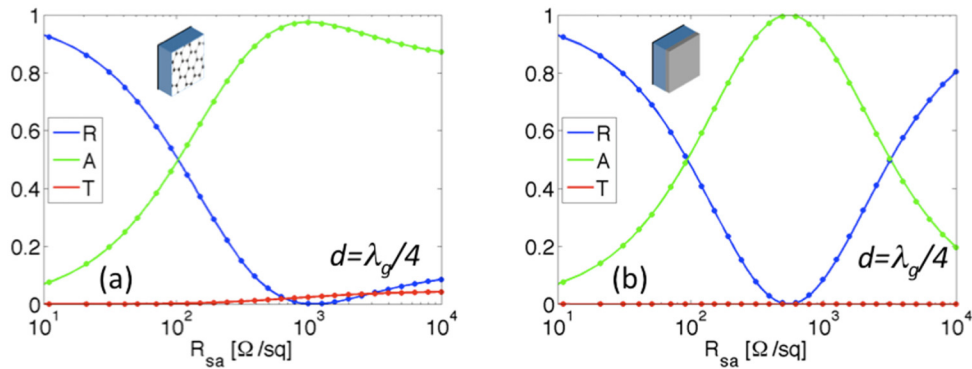 1
0.8
0.6
0.4
0.2
0
R
A
T
(a)
d=λg/4
10¹ 10² 10³ 10⁴
Rsa [Ω/sq]
1
0.8
0.6
0.4
0.2
0
R
A
T
(b)
d=λg/4
10¹ 10² 10³ 10⁴
Rsa [Ω/sq]